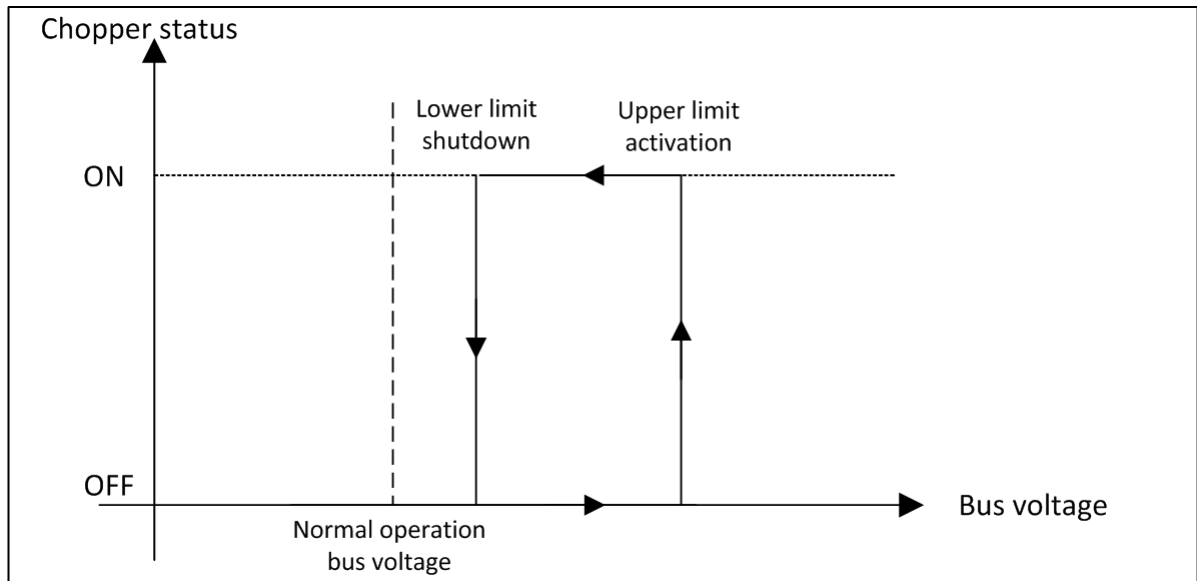 Chopper status
Lower limit
shutdown
Upper limit
activation
ON
OFF
Normal operation
bus voltage
Bus voltage